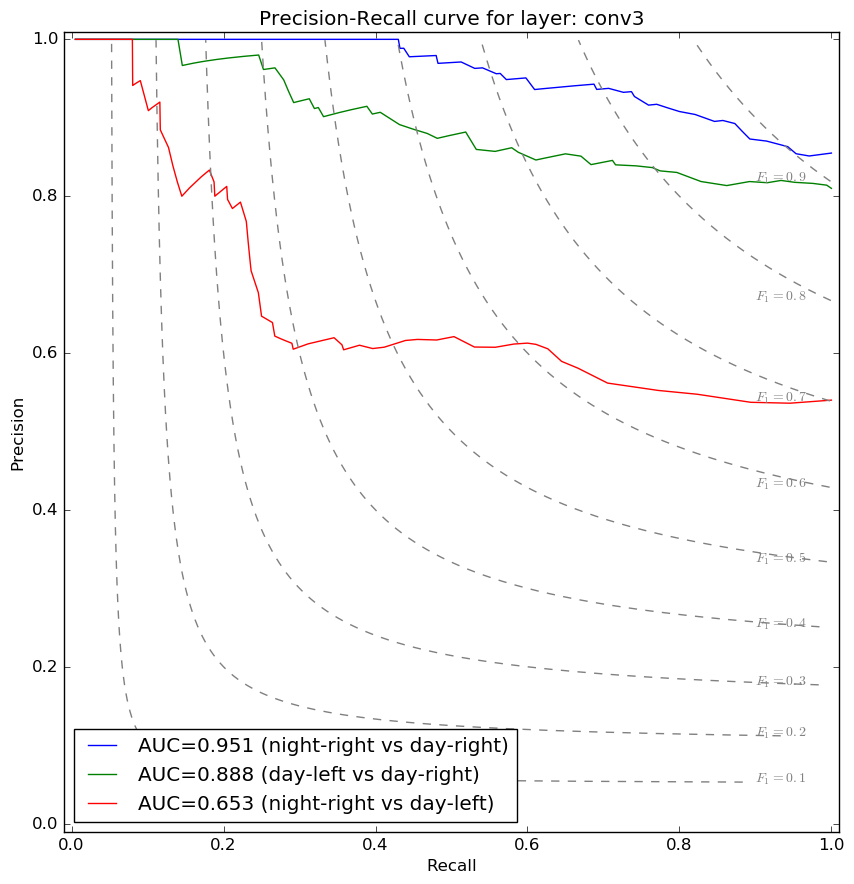 Precision-Recall curve for layer: conv3
1.0
0.8
0.6
0.4
0.2
0.0
Precision
F₁=0.9
F₁=0.8
F₁=0.7
F₁=0.6
F₁=0.5
F₁=0.4
F₁=0.3
F₁=0.2
F₁=0.1
AUC=0.951 (night-right vs day-right)
AUC=0.888 (day-left vs day-right)
AUC=0.653 (night-right vs day-left)
0.0 0.2 0.4 0.6 0.8 1.0
Recall